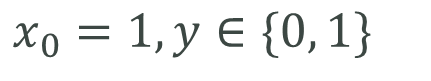 x₀ = 1, y ∈ {0, 1}